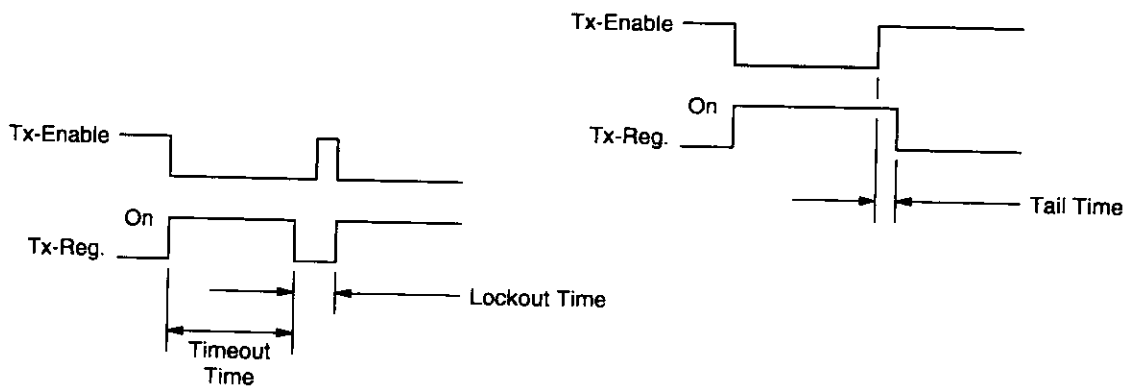 Tx-Enable
On
Tx-Reg.
Lockout Time
Timeout
Time
Tx-Enable
On
Tx-Reg.
Tail Time